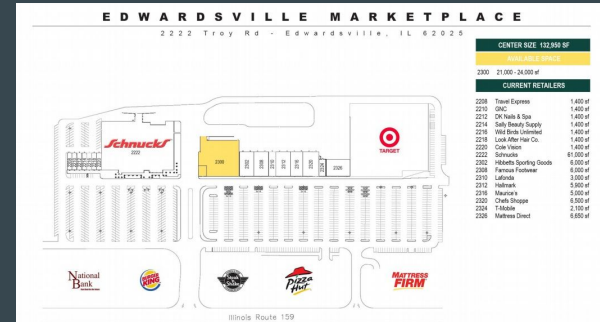 EDWARDSVILLE MARKETPLACE
2222 Troy Rd - Edwardsville, IL 62025
CENTER SIZE 132,950 SF
AVAILABLE SPACE
2300 21,000 - 24,000 sf
CURRENT RETAILERS
2208 Travel Express 1,400 sf
2210 GNC 1,400 sf
2212 DK Nails & Spa 1,400 sf
2214 Sally Beauty Supply 1,400 sf
2216 Wild Birds Unlimited 1,400 sf
2218 Look After Hair Co. 1,400 sf
2220 Cole Vision 1,400 sf
2222 Schnucks 61,000 sf
2302 Hibbetts Sporting Goods 6,000 sf
2308 Famous Footwear 6,000 sf
2310 Lafonda 3,000 sf
2312 Hallmark 5,900 sf
2316 Maurice's 5,000 sf
2320 Chefs Shoppe 6,500 sf
2324 T-Mobile 2,100 sf
2326 Mattress Direct 6,650 sf
Schnucks
2222
2300
2302
2308
2310
2312
2316
2320
2324
2326
TARGET
National
Bank
BURGER
KING
Steak
Shake
Pizza
Hut
MATTRESS
FIRM
Illinois Route 159